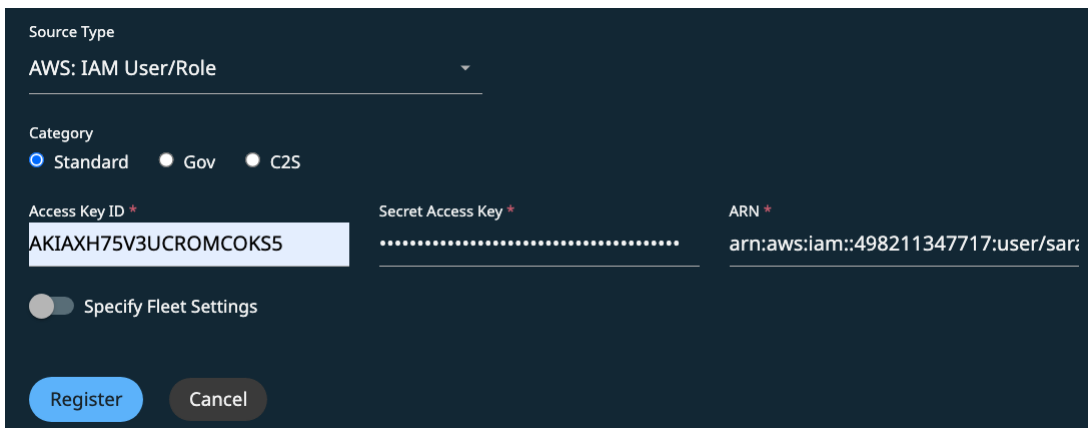 Source Type
AWS: IAM User/Role
Category
Standard Gov C2S
Access Key ID * Secret Access Key * ARN *
AKIAXH75V3UCROMCOKS5 •••••••••••••••••••••••••••••••••••••••• arn:aws:iam::498211347717:user/sara
Specify Fleet Settings
Register Cancel